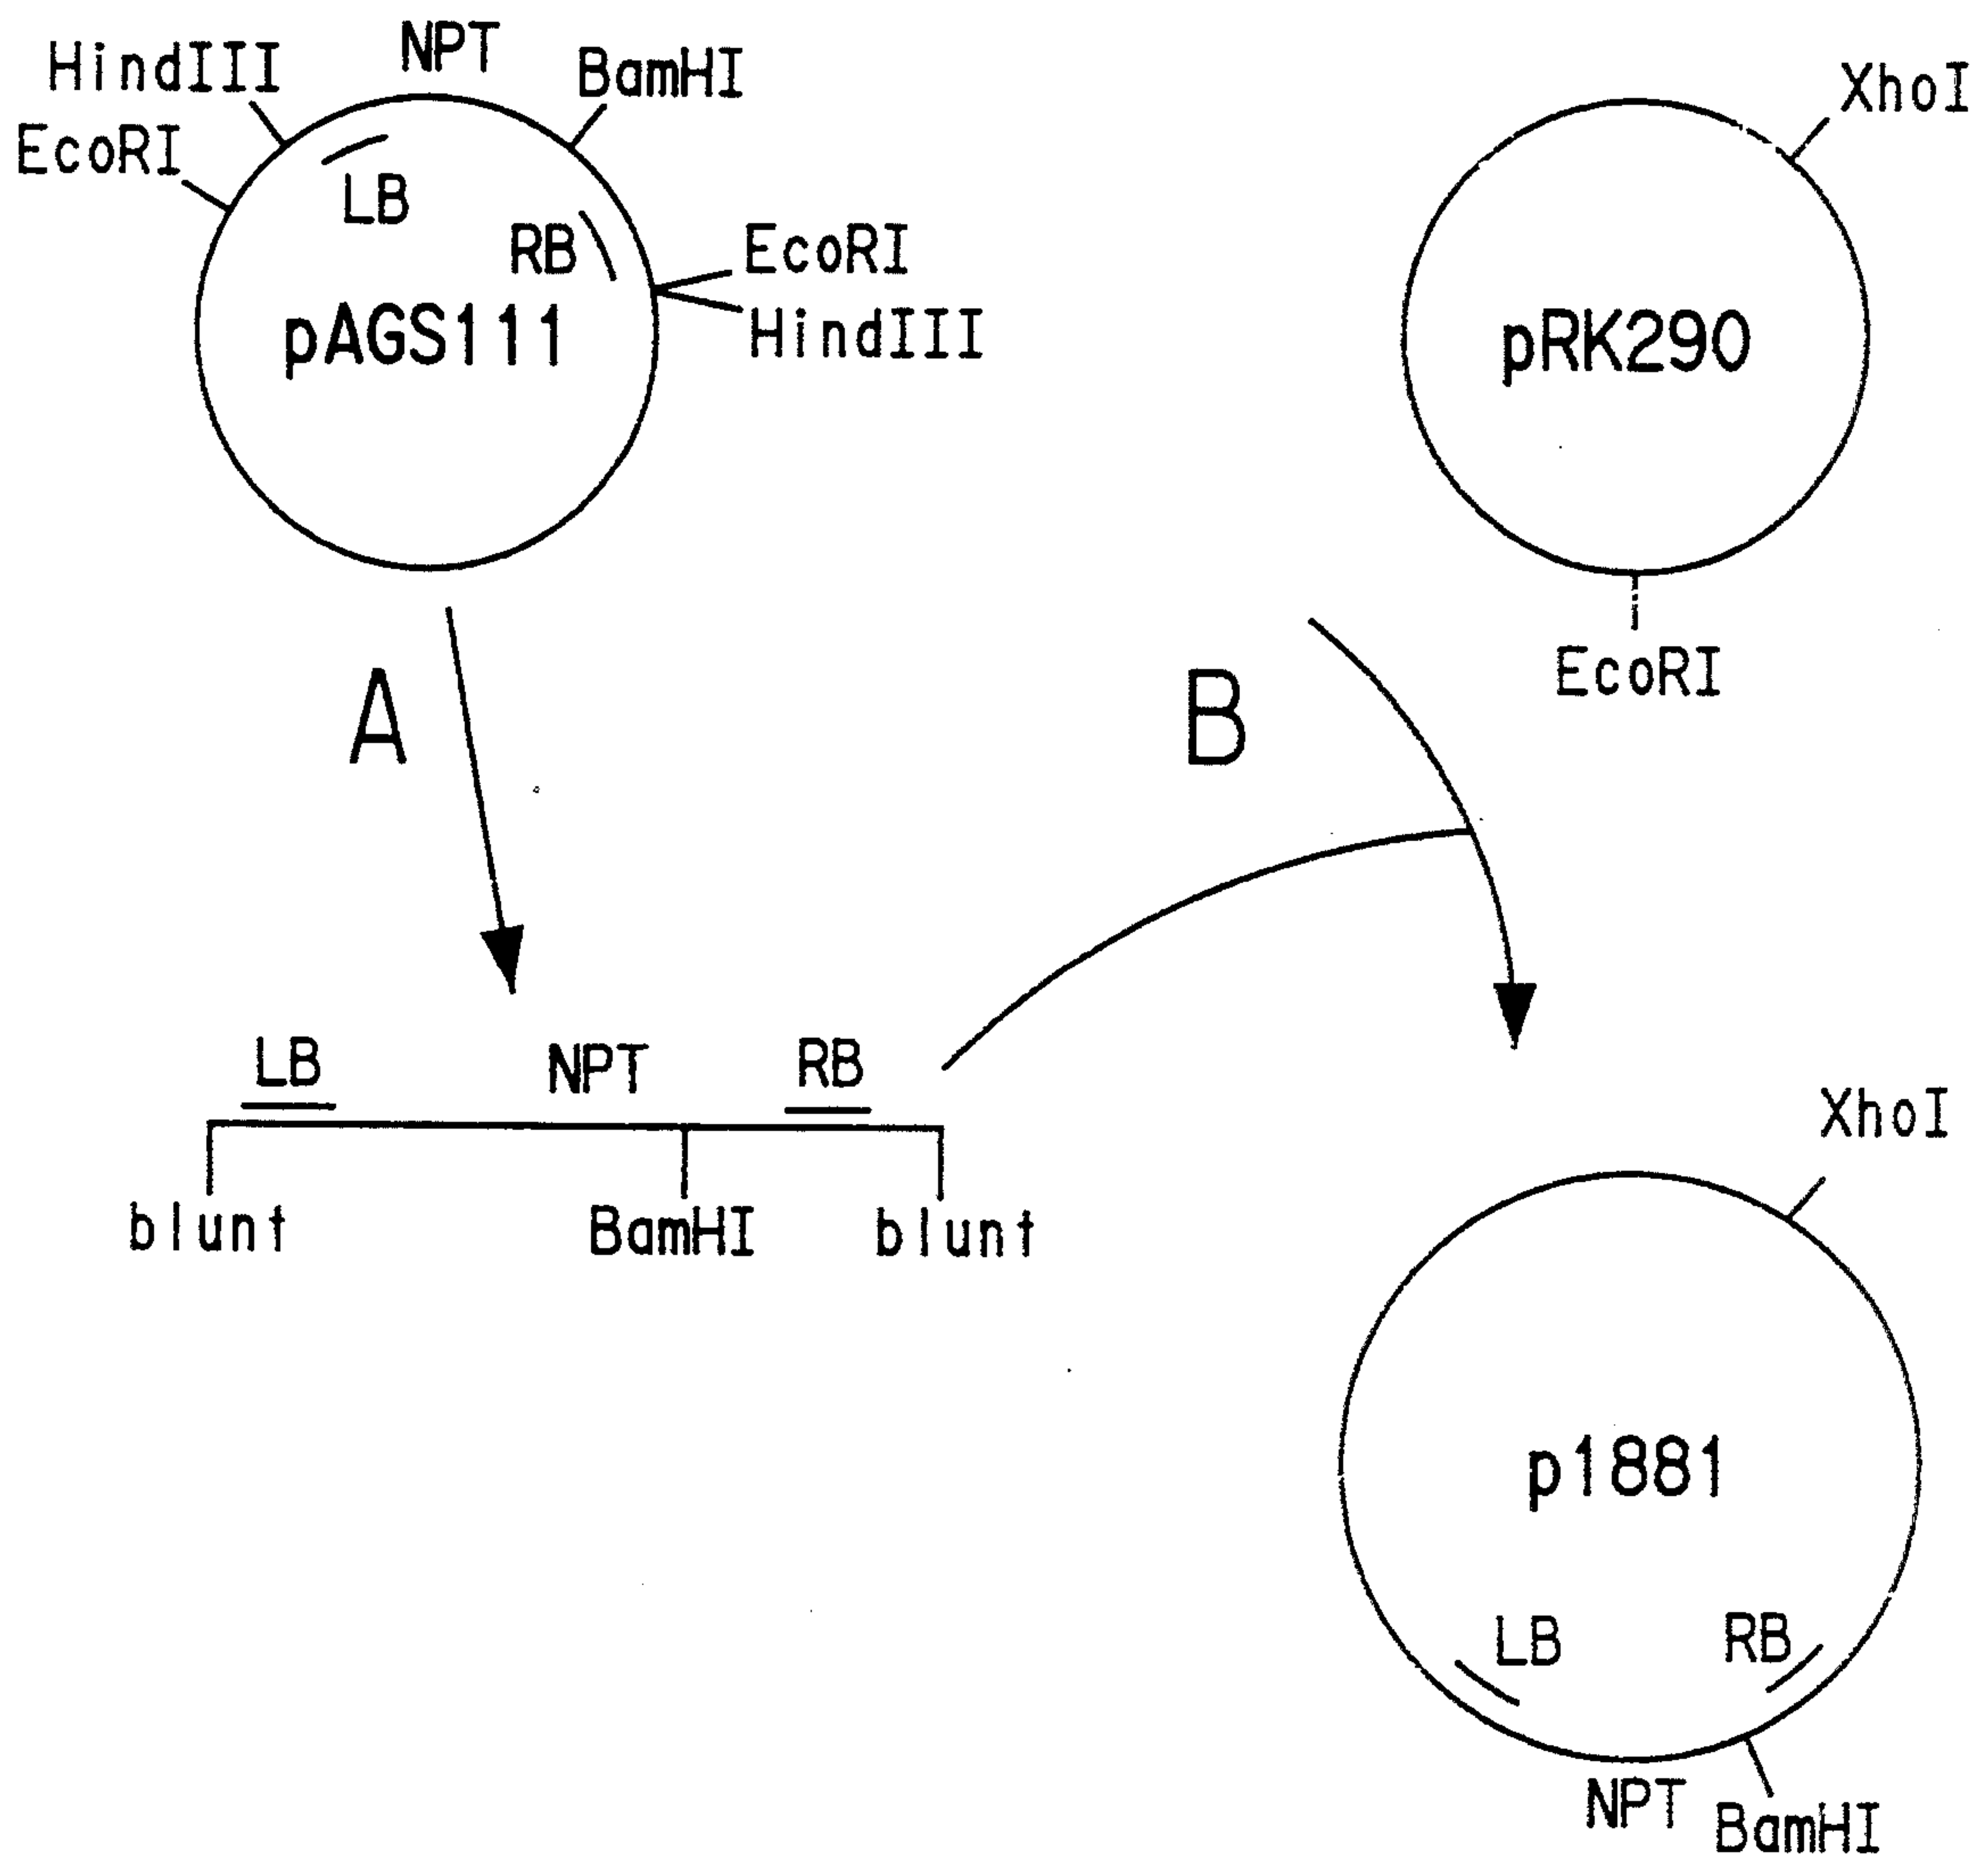 NPT
HindIII
BamHI
EcoRI
LB
RB
EcoRI
HindIII
pAGS111
XhoI
pRK290
EcoRI
A
B
LB
NPT
RB
blunt
BamHI
blunt
XhoI
p1881
LB
RB
NPT
BamHI